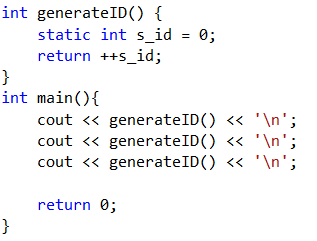 int generateID() {
    static int s_id = 0;
    return ++s_id;
}
int main(){
    cout << generateID() << '\n';
    cout << generateID() << '\n';
    cout << generateID() << '\n';

    return 0;
}